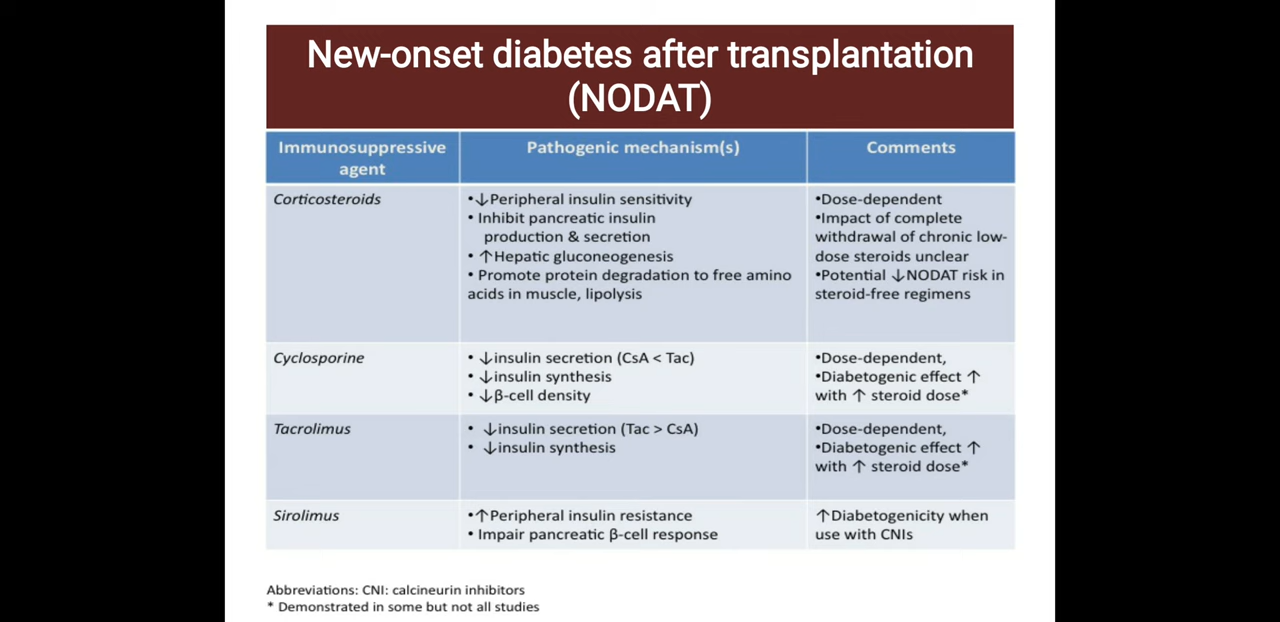 New-onset diabetes after transplantation
(NODAT)
Immunosuppressive
agent
Pathogenic mechanism(s)
Comments
Corticosteroids
•↓Peripheral insulin sensitivity
• Inhibit pancreatic insulin
production & secretion
• ↑Hepatic gluconeogenesis
• Promote protein degradation to free amino
acids in muscle, lipolysis
•Dose-dependent
•Impact of complete
withdrawal of chronic low-
dose steroids unclear
•Potential ↓NODAT risk in
steroid-free regimens
Cyclosporine
• ↓insulin secretion (CsA < Tac)
• ↓insulin synthesis
• ↓β-cell density
•Dose-dependent,
•Diabetogenic effect ↑
with ↑ steroid dose*
Tacrolimus
• ↓insulin secretion (Tac > CsA)
• ↓insulin synthesis
•Dose-dependent,
•Diabetogenic effect ↑
with ↑ steroid dose*
Sirolimus
•↑Peripheral insulin resistance
• Impair pancreatic β-cell response
↑Diabetogenicity when
use with CNIs
Abbreviations: CNI: calcineurin inhibitors
* Demonstrated in some but not all studies